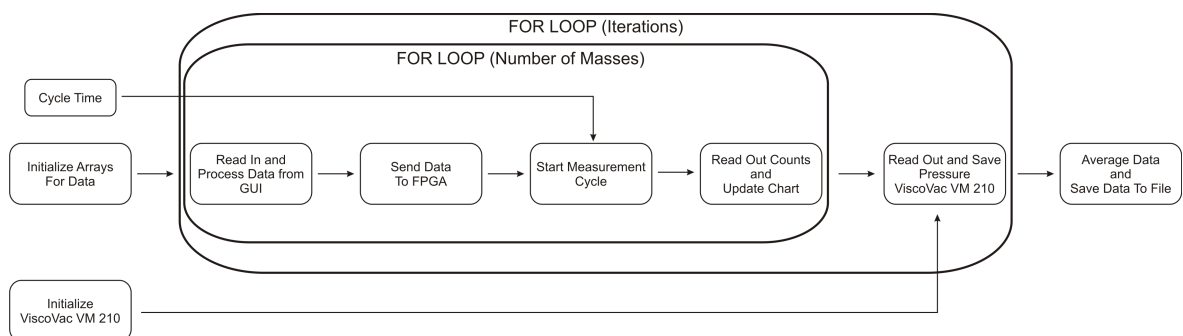 FOR LOOP (Iterations)
FOR LOOP (Number of Masses)
Cycle Time
Initialize Arrays
For Data
Read In and
Process Data from
GUI
Send Data
To FPGA
Start Measurement
Cycle
Read Out Counts
and
Update Chart
Read Out and Save
Pressure
ViscoVac VM 210
Average Data
and
Save Data To File
Initialize
ViscoVac VM 210